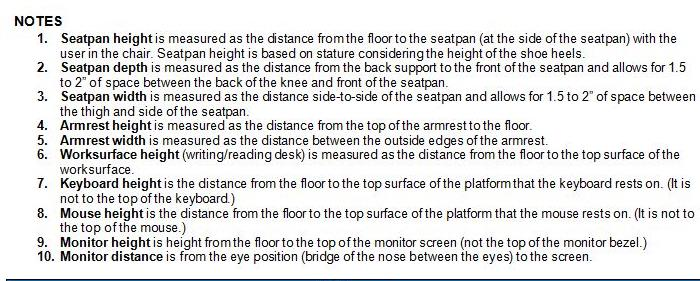 NOTES
1. Seatpan height is measured as the distance from the floor to the seatpan (at the side of the seatpan) with the
user in the chair. Seatpan height is based on stature considering the height of the shoe heels.
2. Seatpan depth is measured as the distance from the back support to the front of the seatpan and allows for 1.5
to 2" of space between the back of the knee and front of the seatpan.
3. Seatpan width is measured as the distance side-to-side of the seatpan and allows for 1.5 to 2" of space between
the thigh and side of the seatpan.
4. Armrest height is measured as the distance from the top of the armrest to the floor.
5. Armrest width is measured as the distance between the outside edges of the armrest.
6. Worksurface height (writing/reading desk) is measured as the distance from the floor to the top surface of the
worksurface.
7. Keyboard height is the distance from the floor to the top surface of the platform that the keyboard rests on. (It is
not to the top of the keyboard.)
8. Mouse height is the distance from the floor to the top surface of the platform that the mouse rests on. (It is not to
the top of the mouse.)
9. Monitor height is height from the floor to the top of the monitor screen (not the top of the monitor bezel.)
10. Monitor distance is from the eye position (bridge of the nose between the eyes) to the screen.